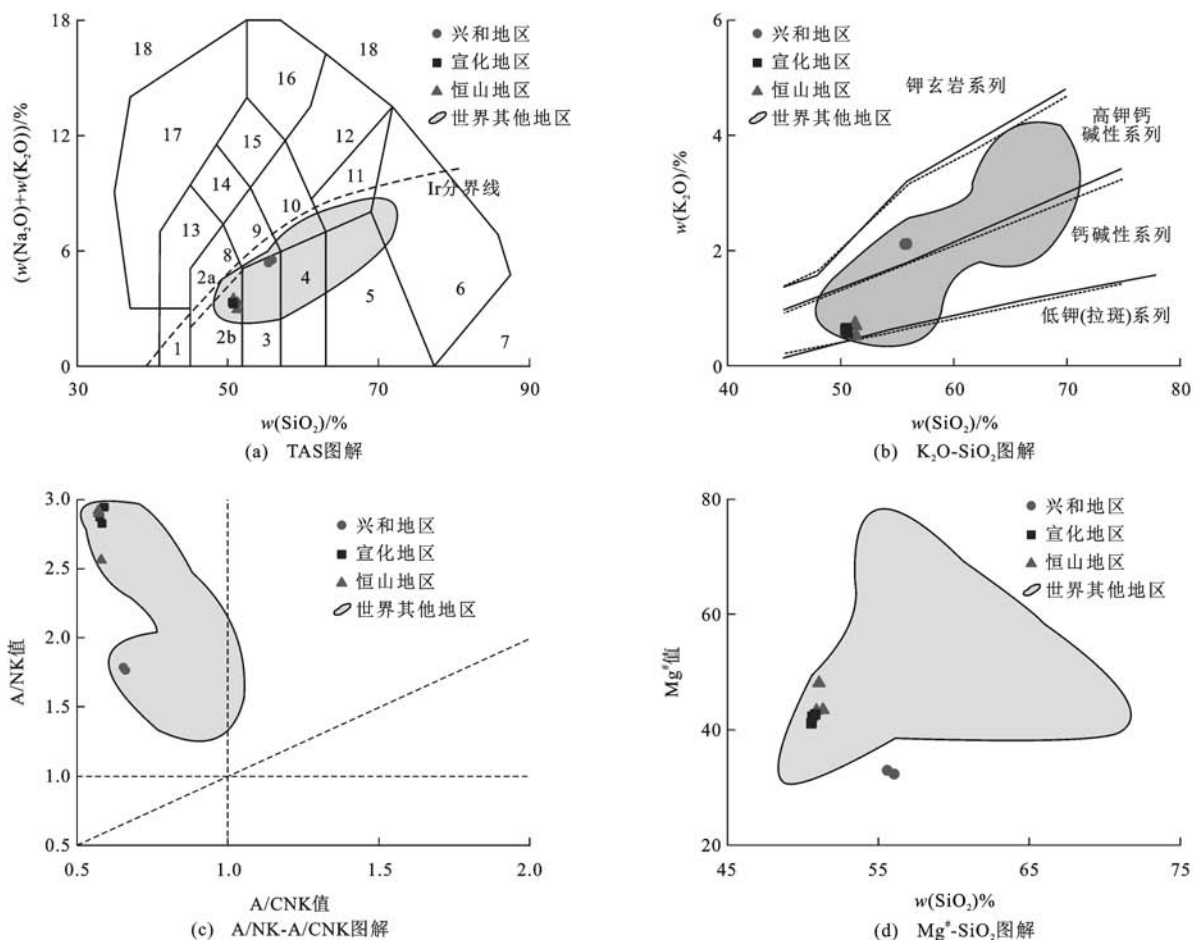 18
12
6
0
30
50
70
90
(w(Na₂O)+w(K₂O))/%
w(SiO₂)/%
18
18
17
16
15
14
13
12
11
10
9
8
2a
2b
1
3
4
5
6
7
Ir分界线
兴和地区
宣化地区
恒山地区
世界其他地区
(a) TAS图解
6
4
2
0
40
50
60
70
80
w(K₂O)/%
w(SiO₂)/%
兴和地区
宣化地区
恒山地区
世界其他地区
钾玄岩系列
高钾钙
碱性系列
钙碱性系列
低钾(拉斑)系列
(b) K₂O-SiO₂图解
3.0
2.5
2.0
1.5
1.0
0.5
0.5
1.0
1.5
2.0
A/NK值
A/CNK值
兴和地区
宣化地区
恒山地区
世界其他地区
(c) A/NK-A/CNK图解
80
60
40
20
45
55
65
75
Mg#值
w(SiO₂)%
兴和地区
宣化地区
恒山地区
世界其他地区
(d) Mg#-SiO₂图解